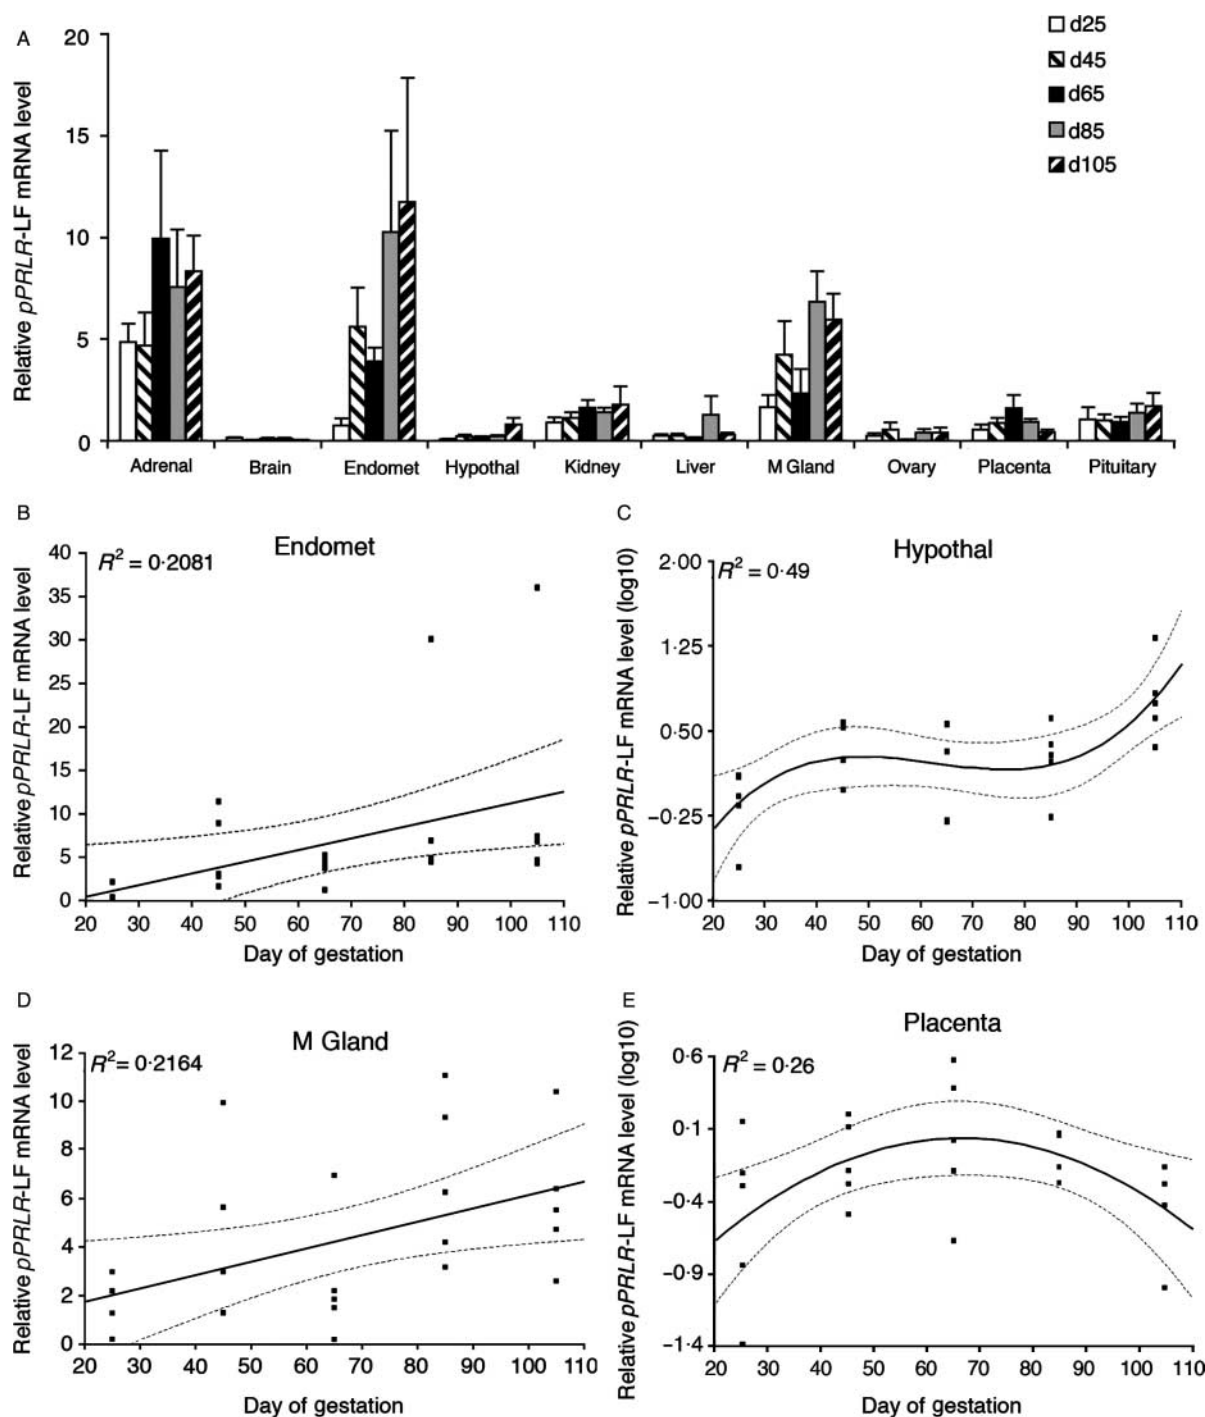 A
Relative pPRLR-LF mRNA level
20
15
10
5
0
d25
d45
d65
d85
d105
Adrenal Brain Endomet Hypothal Kidney Liver M Gland Ovary Placenta Pituitary
B
Endomet
R² = 0·2081
Relative pPRLR-LF mRNA level
40
35
30
25
20
15
10
5
0
20 30 40 50 60 70 80 90 100 110
Day of gestation
C
Hypothal
R² = 0·49
Relative pPRLR-LF mRNA level (log10)
2·00
1·25
0·50
−0·25
−1·00
20 30 40 50 60 70 80 90 100 110
Day of gestation
D
M Gland
R² = 0·2164
Relative pPRLR-LF mRNA level
12
10
8
6
4
2
0
20 30 40 50 60 70 80 90 100 110
Day of gestation
E
Placenta
R² = 0·26
Relative pPRLR-LF mRNA level (log10)
0·6
0·1
−0·4
−0·9
−1·4
20 30 40 50 60 70 80 90 100 110
Day of gestation